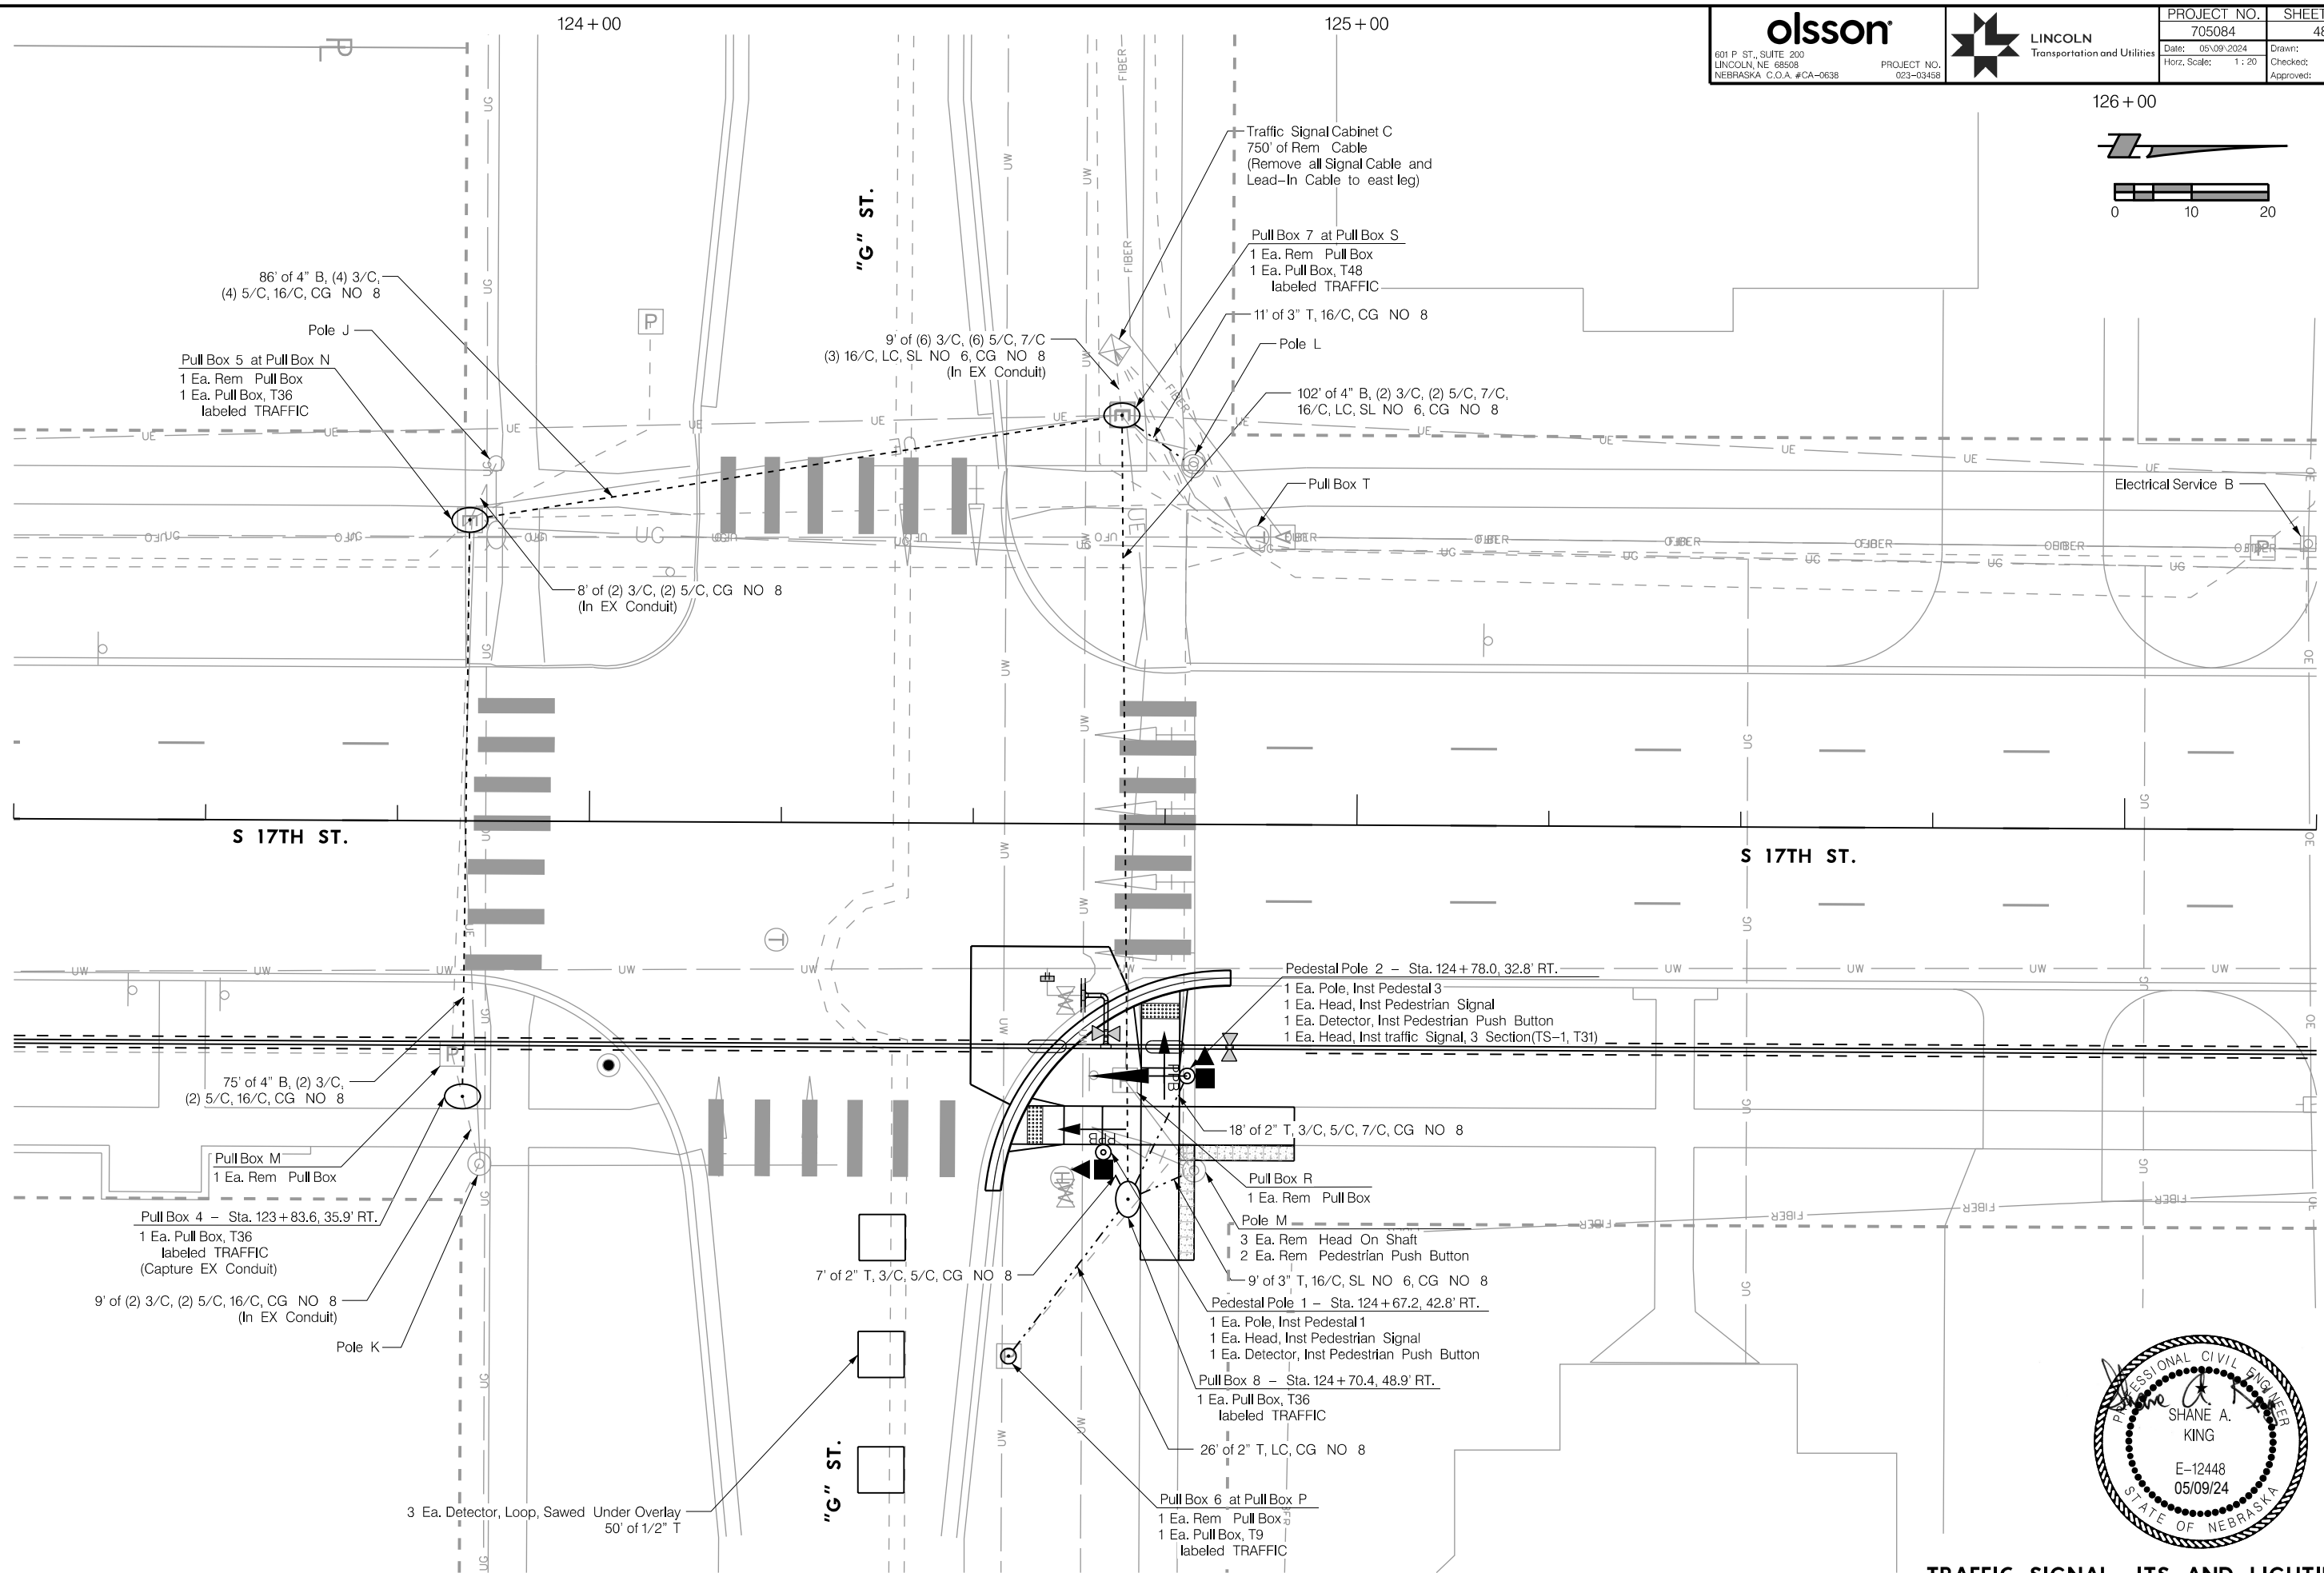 124+00
125+00
126+00
olsson
601 P ST., SUITE 200
LINCOLN, NE 68508
NEBRASKA C.O.A. #CA-0638
PROJECT NO.
023-03458
LINCOLN
Transportation and Utilities
PROJECT NO.
705084
Date: 05\09\2024
Horz. Scale: 1 : 20
Drawn:
Checked:
Approved:
0 10 20
PL
"G" ST.
Traffic Signal Cabinet C
750' of Rem Cable
(Remove all Signal Cable and
Lead-In Cable to east leg)
Pull Box 7 at Pull Box S
1 Ea. Rem Pull Box
1 Ea. Pull Box, T48
labeled TRAFFIC
11' of 3" T, 16/C, CG NO 8
Pole L
102' of 4" B, (2) 3/C, (2) 5/C, 7/C,
16/C, LC, SL NO 6, CG NO 8
Pull Box T
Electrical Service B
86' of 4" B, (4) 3/C,
(4) 5/C, 16/C, CG NO 8
Pole J
Pull Box 5 at Pull Box N
1 Ea. Rem Pull Box
1 Ea. Pull Box, T36
labeled TRAFFIC
9' of (6) 3/C, (6) 5/C, 7/C
(3) 16/C, LC, SL NO 6, CG NO 8
(In EX Conduit)
8' of (2) 3/C, (2) 5/C, CG NO 8
(In EX Conduit)
S 17TH ST.
S 17TH ST.
Pedestal Pole 2 - Sta. 124+78.0, 32.8' RT.
1 Ea. Pole, Inst Pedestal 3
1 Ea. Head, Inst Pedestrian Signal
1 Ea. Detector, Inst Pedestrian Push Button
1 Ea. Head, Inst traffic Signal, 3 Section(TS-1, T31)
75' of 4" B, (2) 3/C,
(2) 5/C, 16/C, CG NO 8
PPB
PPB
18' of 2" T, 3/C, 5/C, 7/C, CG NO 8
Pull Box M
1 Ea. Rem Pull Box
Pull Box R
1 Ea. Rem Pull Box
Pull Box 4 - Sta. 123+83.6, 35.9' RT.
1 Ea. Pull Box, T36
labeled TRAFFIC
(Capture EX Conduit)
Pole M
3 Ea. Rem Head On Shaft
2 Ea. Rem Pedestrian Push Button
7' of 2" T, 3/C, 5/C, CG NO 8
9' of 3" T, 16/C, SL NO 6, CG NO 8
9' of (2) 3/C, (2) 5/C, 16/C, CG NO 8
(In EX Conduit)
Pole K
Pedestal Pole 1 - Sta. 124+67.2, 42.8' RT.
1 Ea. Pole, Inst Pedestal 1
1 Ea. Head, Inst Pedestrian Signal
1 Ea. Detector, Inst Pedestrian Push Button
Pull Box 8 - Sta. 124+70.4, 48.9' RT.
1 Ea. Pull Box, T36
labeled TRAFFIC
26' of 2" T, LC, CG NO 8
"G" ST.
3 Ea. Detector, Loop, Sawed Under Overlay
50' of 1/2" T
Pull Box 6 at Pull Box P
1 Ea. Rem Pull Box
1 Ea. Pull Box, T9
labeled TRAFFIC
PROFESSIONAL CIVIL ENGINEER
SHANE A.
KING
E-12448
05/09/24
STATE OF NEBRASKA